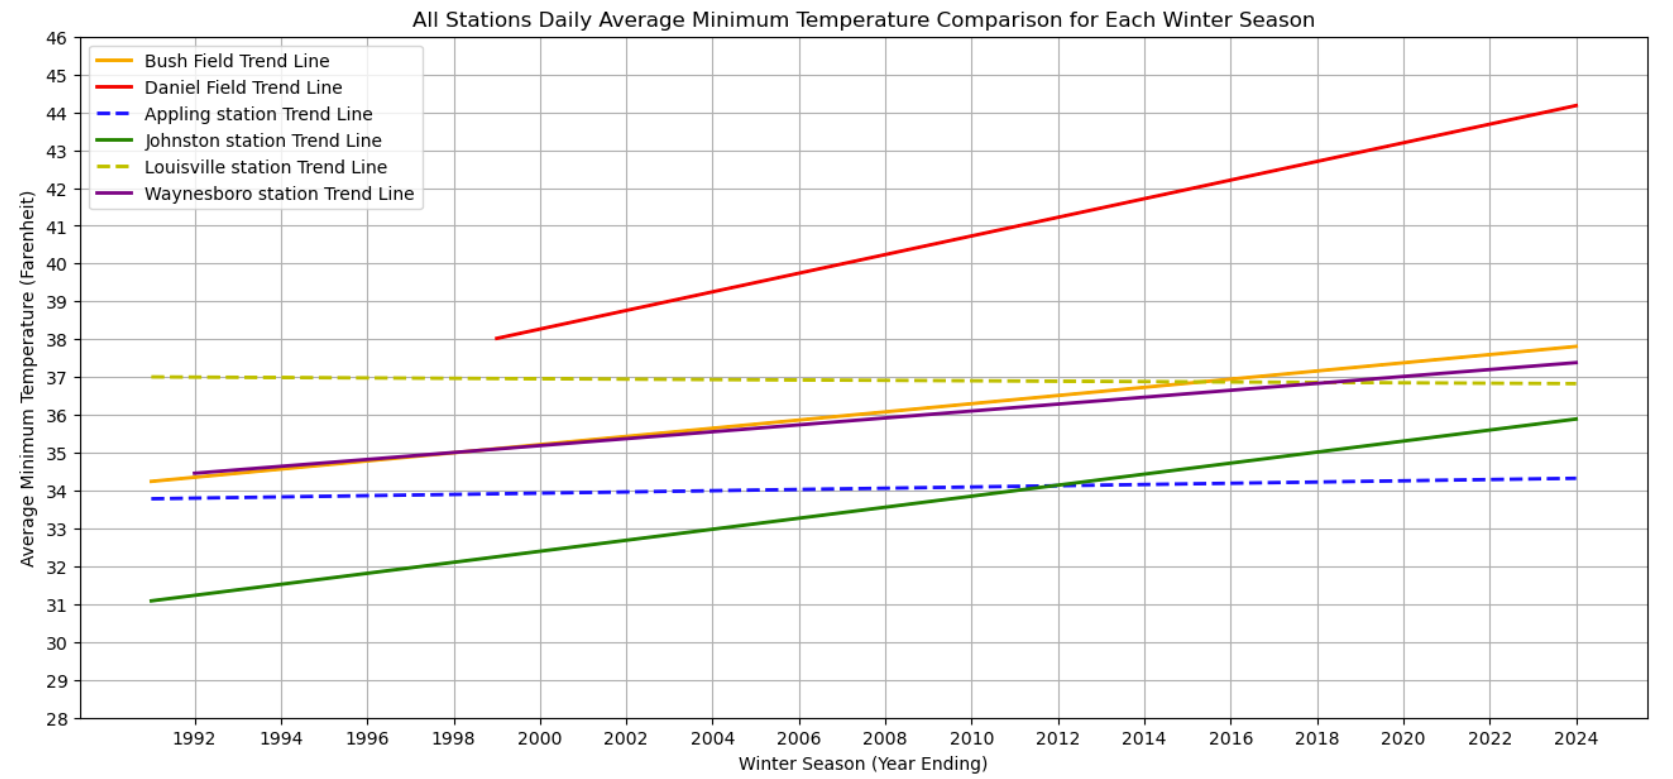 All Stations Daily Average Minimum Temperature Comparison for Each Winter Season
Bush Field Trend Line
Daniel Field Trend Line
Appling station Trend Line
Johnston station Trend Line
Louisville station Trend Line
Waynesboro station Trend Line
Average Minimum Temperature (Farenheit)
46
45
44
43
42
41
40
39
38
37
36
35
34
33
32
31
30
29
28
1992 1994 1996 1998 2000 2002 2004 2006 2008 2010 2012 2014 2016 2018 2020 2022 2024
Winter Season (Year Ending)